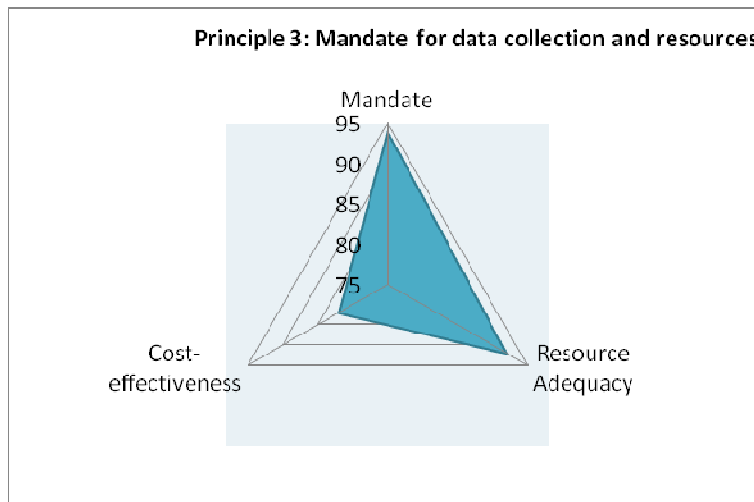 Principle 3: Mandate for data collection and resources
Mandate
95
90
85
80
75
Cost-
effectiveness
Resource
Adequacy